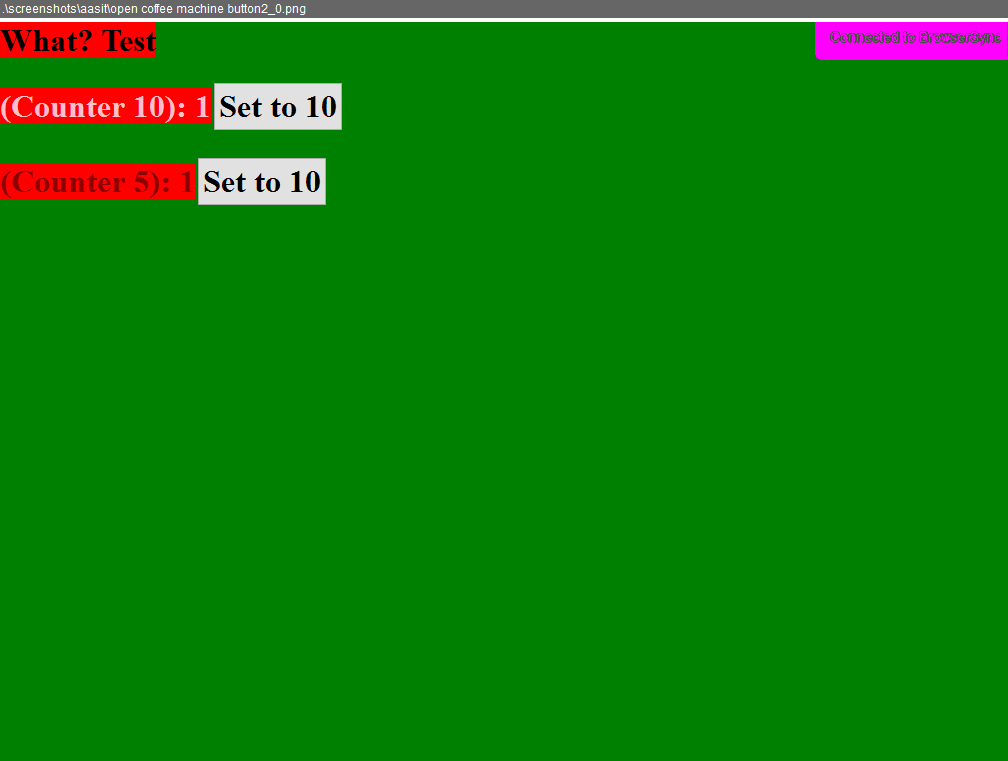 .\screenshots\aasit\open coffee machine button2_0.png
What? Test
Connected to BrowserSync
(Counter 10): 1 Set to 10
(Counter 5): 1 Set to 10